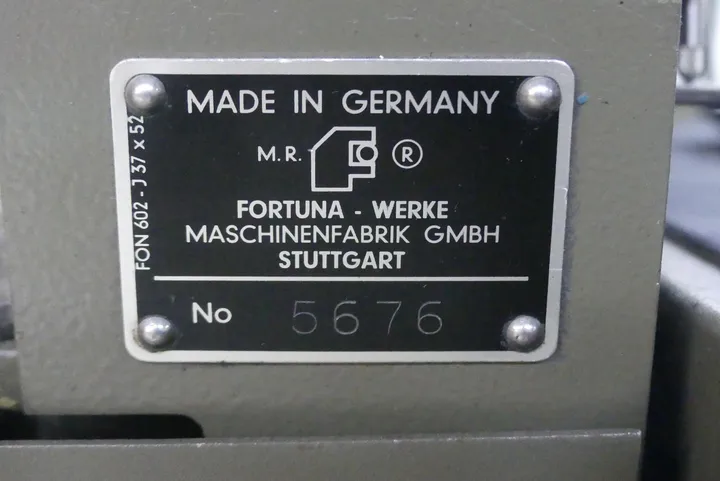 MADE IN GERMANY
M.R. ®
FORTUNA - WERKE
MASCHINENFABRIK GMBH
STUTTGART
No 5676
FON 602 - J 37 x 52